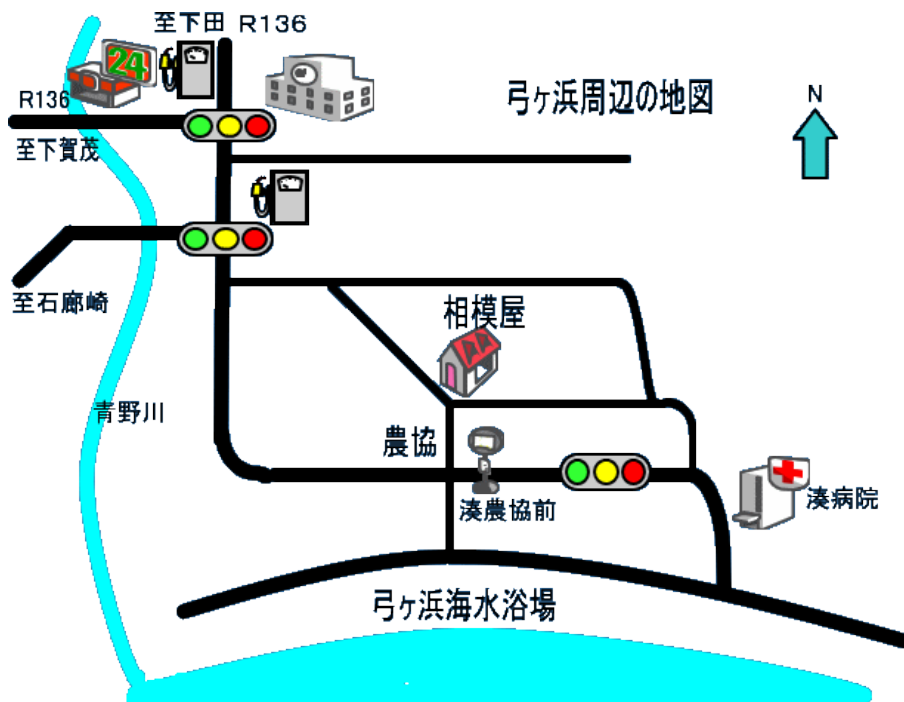 至下田 R136
24
R136
弓ヶ浜周辺の地図
N
至下賀茂
至石廊崎
相模屋
青野川
農協
湊農協前
湊病院
弓ヶ浜海水浴場